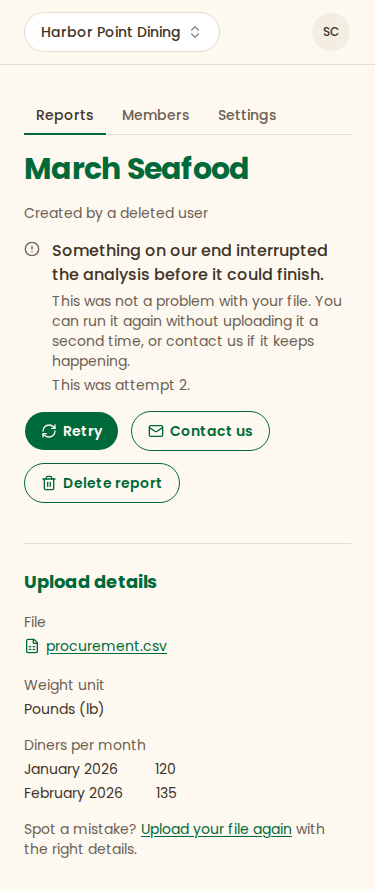 Harbor Point Dining
SC
Reports Members Settings
March Seafood
Created by a deleted user
Something on our end interrupted
the analysis before it could finish.
This was not a problem with your file. You
can run it again without uploading it a
second time, or contact us if it keeps
happening.
This was attempt 2.
Retry
Contact us
Delete report
Upload details
File
procurement.csv
Weight unit
Pounds (lb)
Diners per month
January 2026 120
February 2026 135
Spot a mistake? Upload your file again with
the right details.